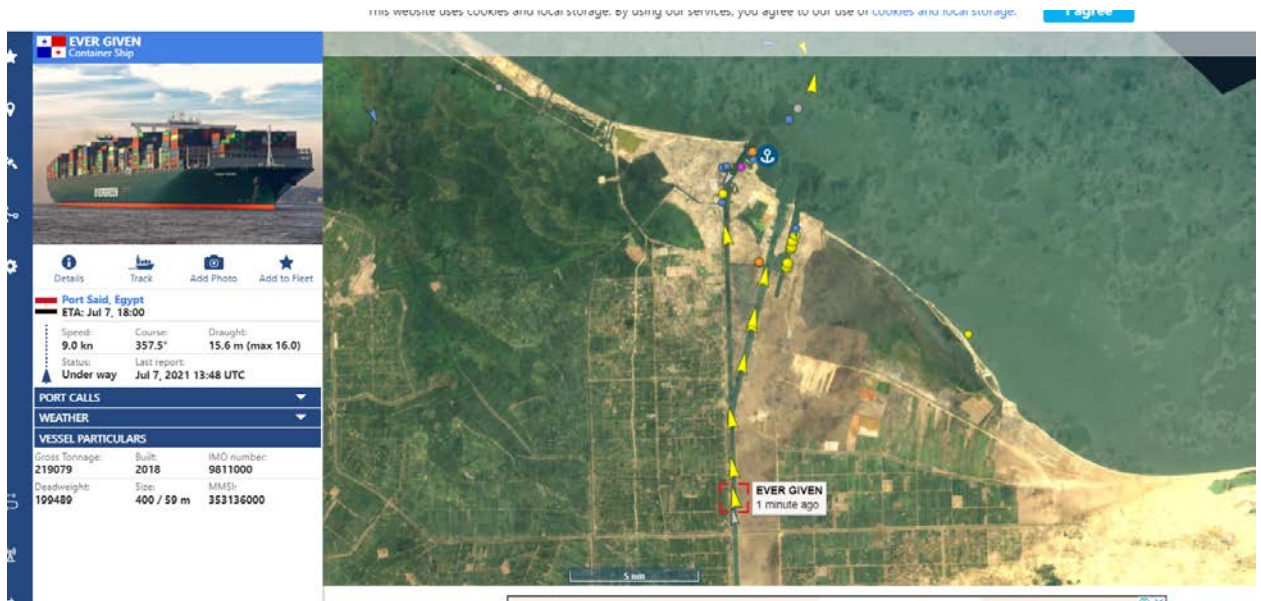 This website uses cookies and local storage. By using our services, you agree to our use of cookies and local storage.
I agree
EVER GIVEN
Container Ship
Details
Track
Add Photo
Add to Fleet
Port Said, Egypt
ETA: Jul 7, 18:00
Speed: Course: Draught:
9.0 kn 357.5° 15.6 m (max 16.0)
Status: Last report:
Under way Jul 7, 2021 13:48 UTC
PORT CALLS
WEATHER
VESSEL PARTICULARS
Gross Tonnage: Built: IMO number:
219079 2018 9811000
Deadweight: Size: MMSI:
199489 400 / 59 m 353136000
EVER GIVEN
1 minute ago
5 nm